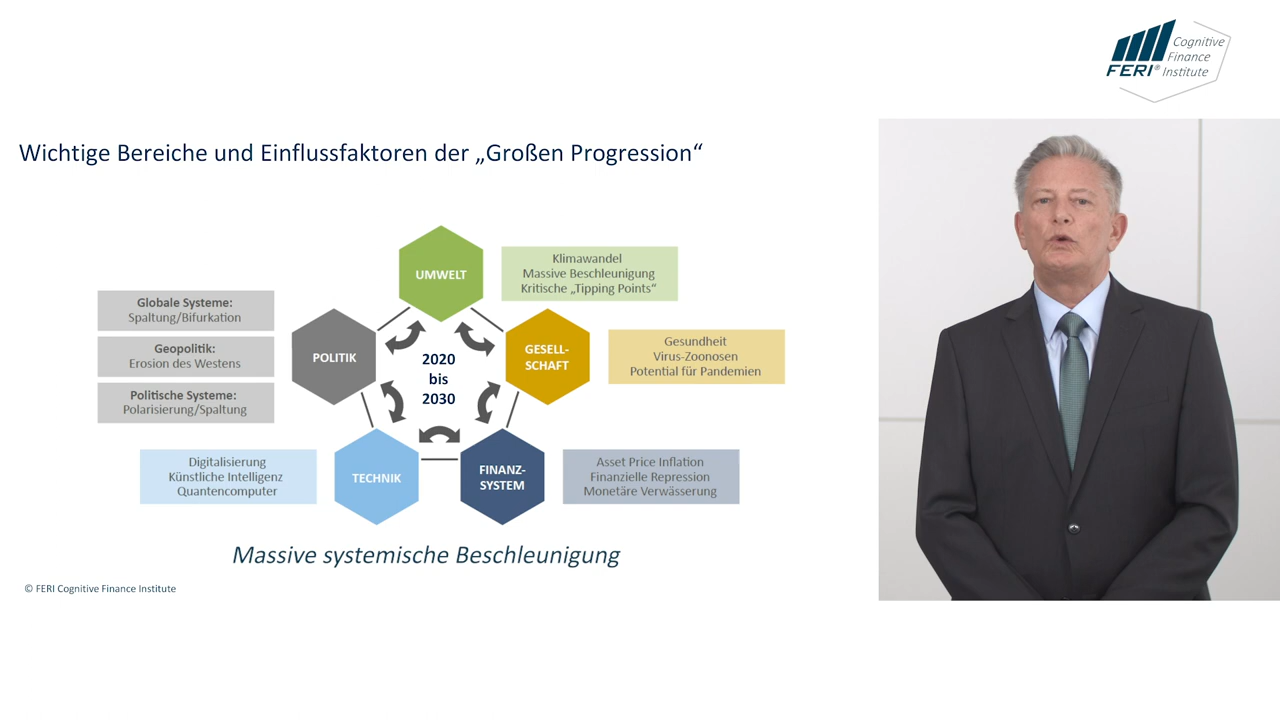 Cognitive
Finance
Institute
FERI®
Wichtige Bereiche und Einflussfaktoren der „Großen Progression“
UMWELT
Klimawandel
Massive Beschleunigung
Kritische „Tipping Points“
Globale Systeme:
Spaltung/Bifurkation
Geopolitik:
Erosion des Westens
Politische Systeme:
Polarisierung/Spaltung
POLITIK
2020
bis
2030
GESELL-
SCHAFT
Gesundheit
Virus-Zoonosen
Potential für Pandemien
Digitalisierung
Künstliche Intelligenz
Quantencomputer
TECHNIK
FINANZ-
SYSTEM
Asset Price Inflation
Finanzielle Repression
Monetäre Verwässerung
Massive systemische Beschleunigung
© FERI Cognitive Finance Institute